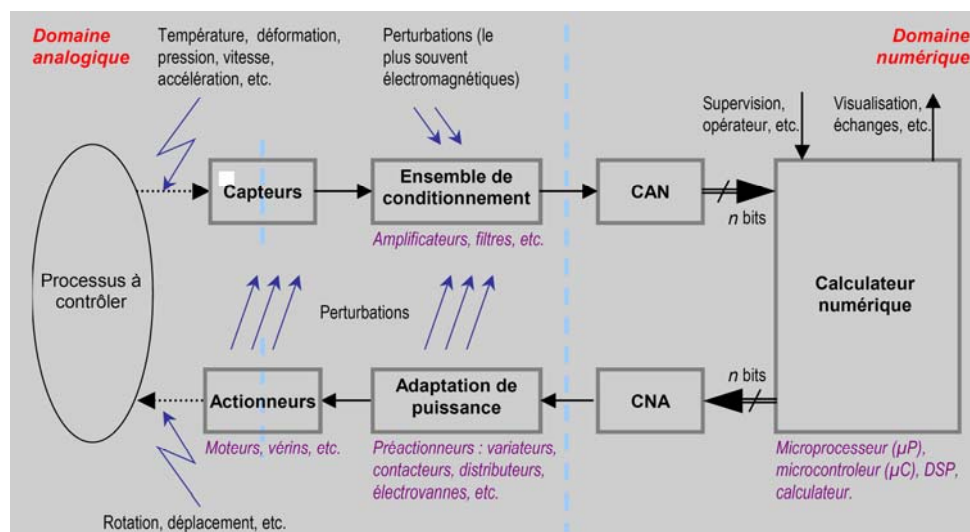 Domaine
analogique
Température, déformation,
pression, vitesse,
accélération, etc.
Perturbations (le
plus souvent
électromagnétiques)
Domaine
numérique
Supervision,
opérateur, etc.
Visualisation,
échanges, etc.
Capteurs
Ensemble de
conditionnement
CAN
n bits
Amplificateurs, filtres, etc.
Processus à
contrôler
Calculateur
numérique
Perturbations
Actionneurs
Adaptation de
puissance
CNA
n bits
Moteurs, vérins, etc.
Préactionneurs : variateurs,
contacteurs, distributeurs,
électrovannes, etc.
Microprocesseur (µP),
microcontroleur (µC), DSP,
calculateur.
Rotation, déplacement, etc.